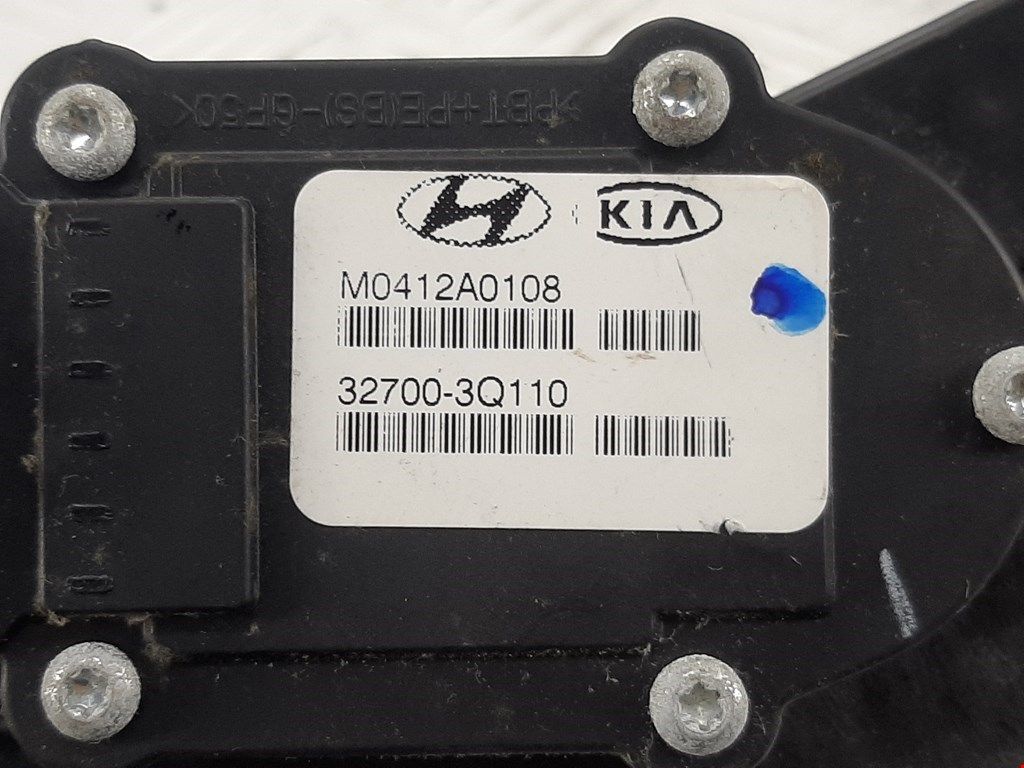 >PBT+PE(BS)-GF50<
KIA
M0412A0108
32700-3Q110